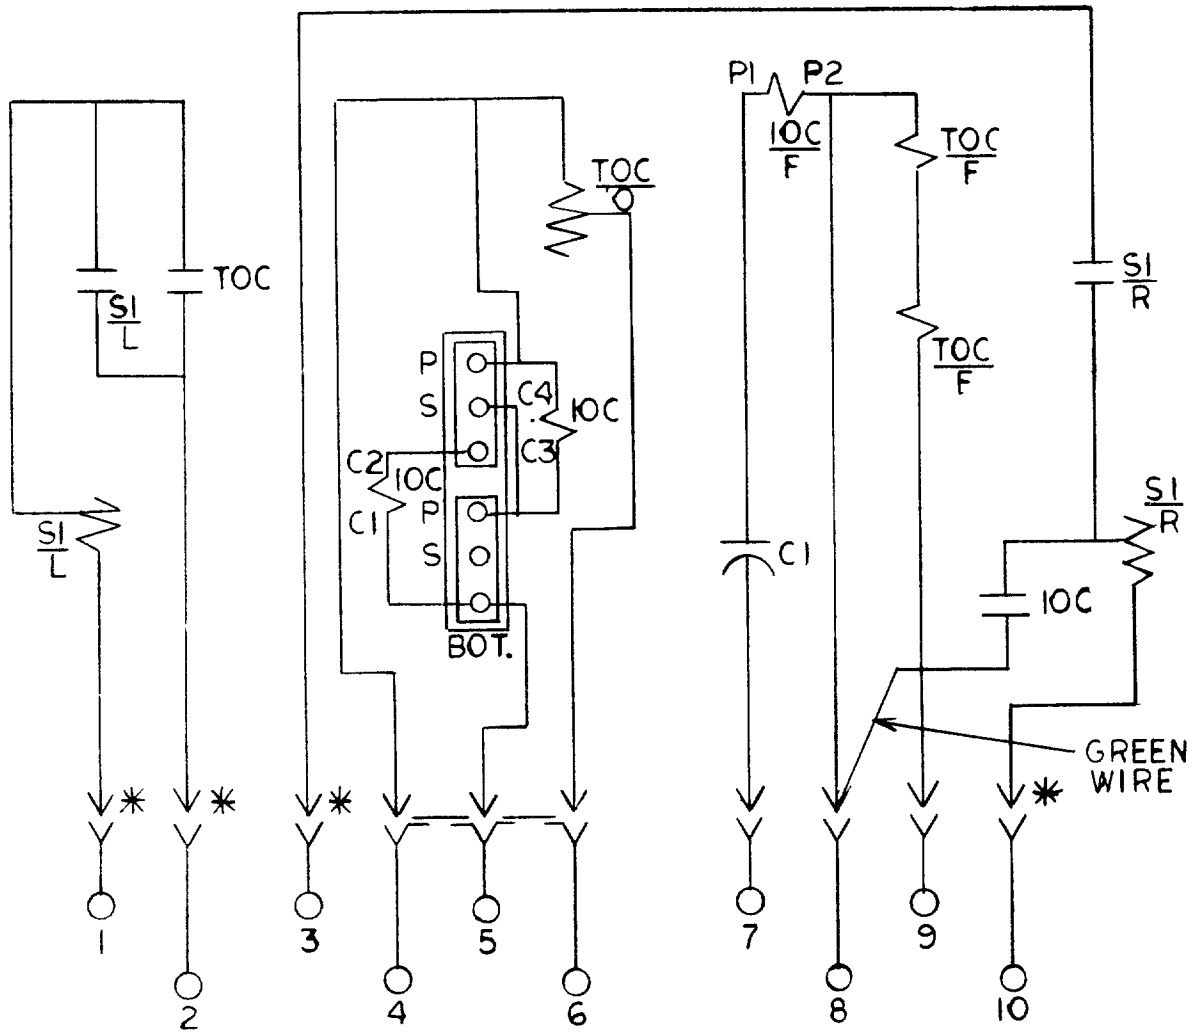 P1 P2
IOC
F
TOC
F
TOC
O
TOC
S1
L
S1
R
P
TOC
F
C4
S
IOC
C2
C3
IOC
C1
P
S1
L
S1
R
S
C1
IOC
BOT.
GREEN
WIRE
* * * *
1 3 5 7 9
2 4 6 8 10